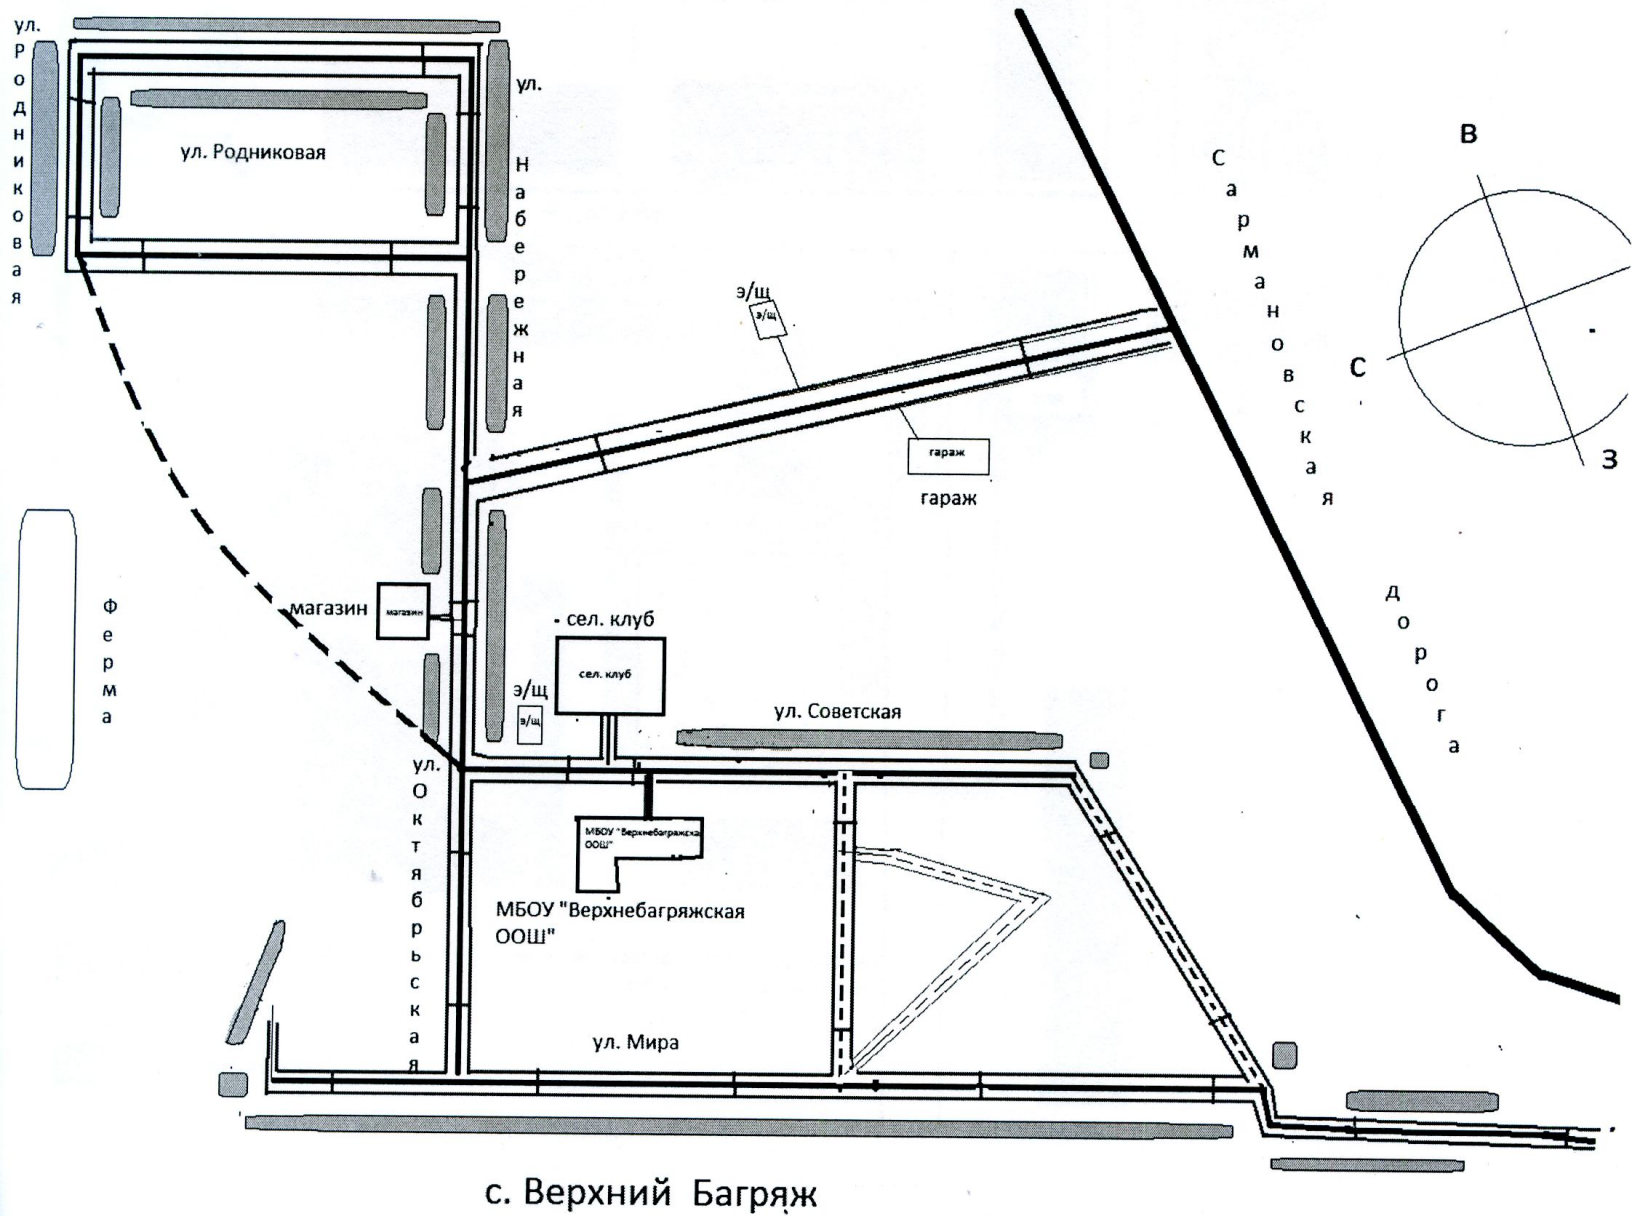 ул.
Родниковая
ул. Родниковая
ул.
Набережная
Сармановская
дорога
В
С
З
э/щ
э/щ
гараж
гараж
Ферма
магазин
магазин
сел. клуб
сел. клуб
э/щ
э/щ
ул. Советская
ул.
Октябрьская
МБОУ "Верхнебагряжска
ООШ"
МБОУ "Верхнебагряжская
ООШ"
ул. Мира
с. Верхний Багряж